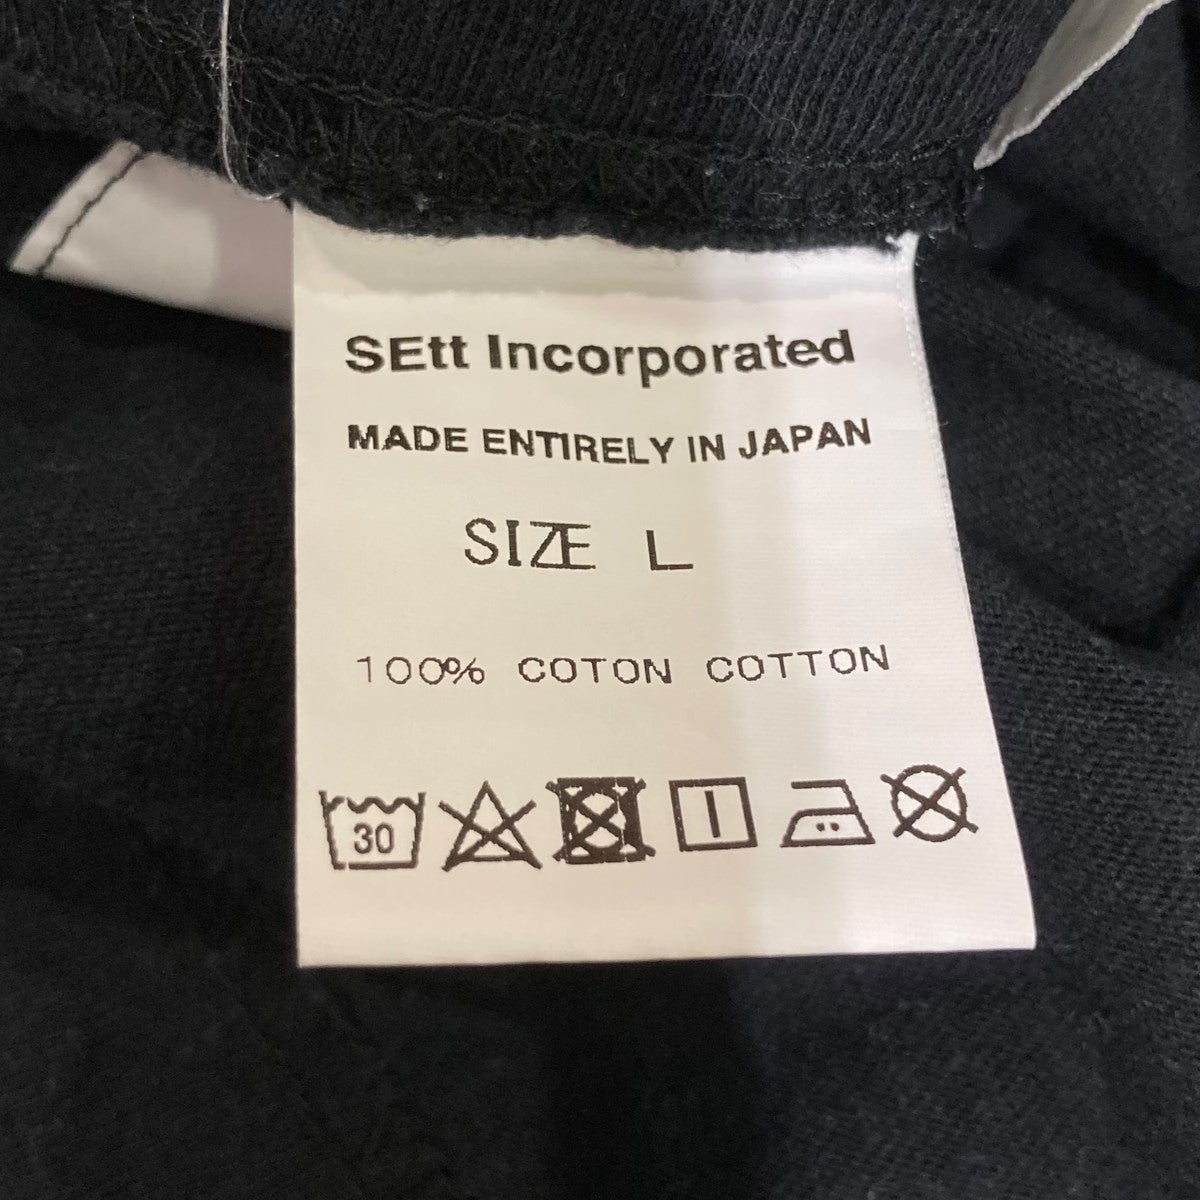 SEtt Incorporated
MADE ENTIRELY IN JAPAN
SIZE L
100% COTON COTTON
30